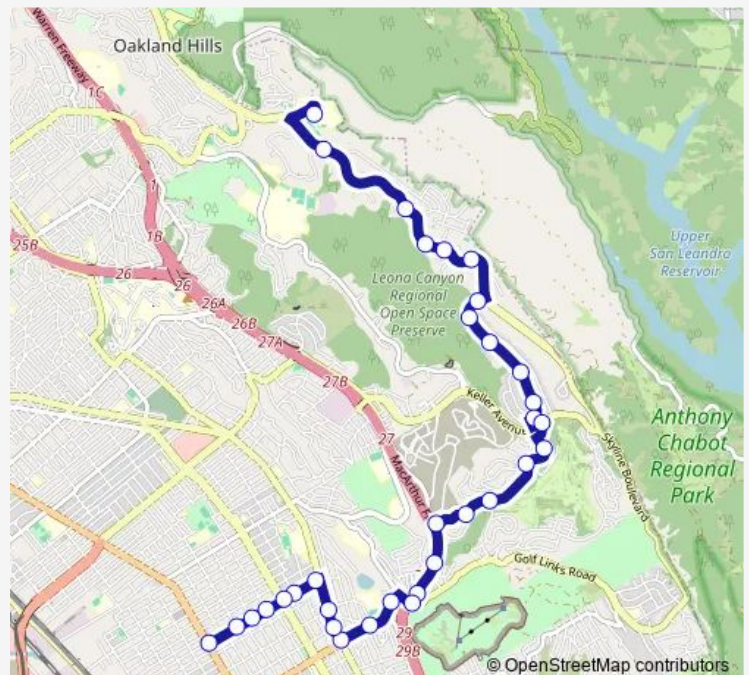 Oakland Hills
Warren Freeway
1C
1
1B
25B
26
26
26A
26B
27A
27B
27
Leona Canyon
Regional
Open Space
Preserve
Upper
San Leandro
Reservoir
Keller Avenue
Anthony
Chabot
Regional
Park
Skyline Boulevard
Golf Links Road
29
29B
© OpenStreetMap contributors